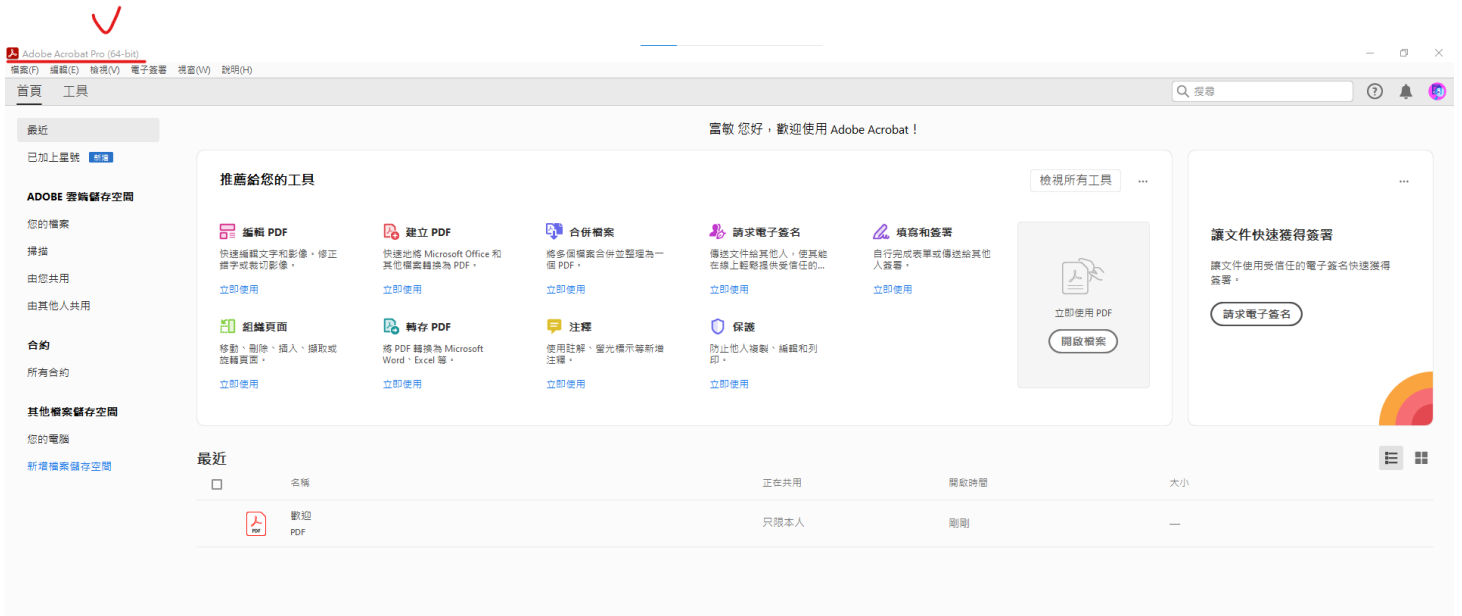 Adobe Acrobat Pro (64-bit)
檔案(F) 編輯(E) 檢視(V) 電子簽署 視窗(W) 說明(H)
首頁 工具
搜尋
最近
已加上星號 新增
ADOBE 雲端儲存空間
您的檔案
掃描
由您共用
由其他人共用
合約
所有合約
其他檔案儲存空間
您的電腦
新增檔案儲存空間
富敏 您好，歡迎使用 Adobe Acrobat！
推薦給您的工具
檢視所有工具
編輯 PDF
快速編輯文字和影像。修正
錯字或裁切影像。
立即使用
建立 PDF
快速地將 Microsoft Office 和
其他檔案轉換為 PDF。
立即使用
合併檔案
將多個檔案合併並整理為一
個 PDF。
立即使用
請求電子簽名
傳送文件給其他人，使其能
在線上輕鬆提供受信任的...
立即使用
填寫和簽署
自行完成表單或傳送給其他
人簽署。
立即使用
組織頁面
移動、刪除、插入、擷取或
旋轉頁面。
立即使用
轉存 PDF
將 PDF 轉換為 Microsoft
Word、Excel 等。
立即使用
注釋
使用註解、螢光標示等新增
注釋。
立即使用
保護
防止他人複製、編輯和列
印。
立即使用
立即使用 PDF
開啟檔案
讓文件快速獲得簽署
讓文件使用受信任的電子簽名快速獲得
簽署。
請求電子簽名
最近
名稱 正在共用 開啟時間 大小
歡迎 只限本人 剛剛 —
PDF